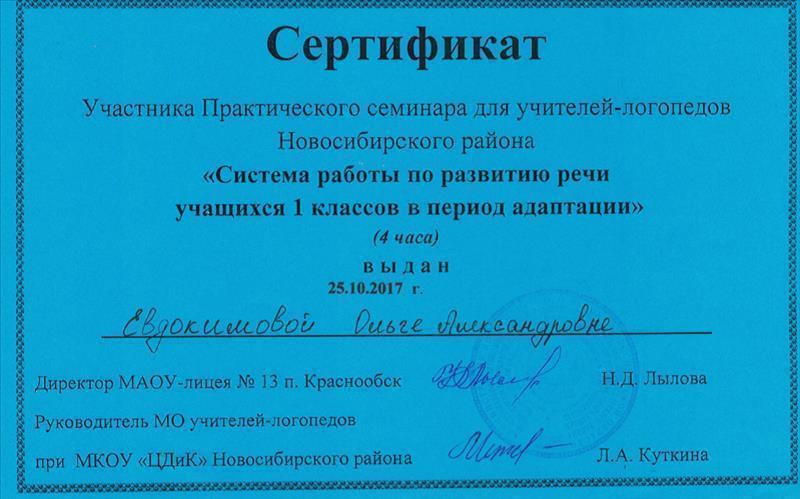 Сертификат
Участника Практического семинара для учителей-логопедов
Новосибирского района
«Система работы по развитию речи
учащихся 1 классов в период адаптации»
(4 часа)
выдан
25.10.2017 г.
Евдокимовой Ольге Александровне
Директор МАОУ-лицея № 13 п. Краснообск Н.Д. Лылова
Руководитель МО учителей-логопедов
при МКОУ «ЦДиК» Новосибирского района Л.А. Куткина